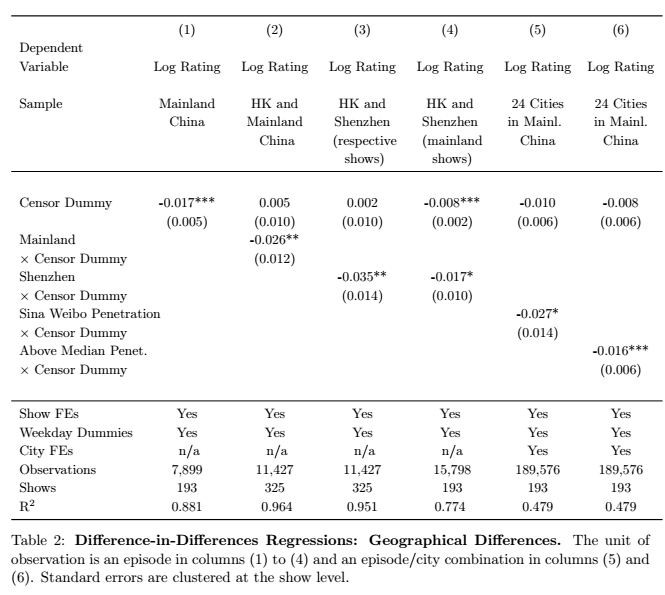 (1) (2) (3) (4) (5) (6)
Dependent
Variable Log Rating Log Rating Log Rating Log Rating Log Rating Log Rating
Sample Mainland HK and HK and HK and 24 Cities 24 Cities
China Mainland Shenzhen Shenzhen in Mainl. in Mainl.
China (respective (mainland China China
shows) shows)
Censor Dummy -0.017*** 0.005 0.002 -0.008*** -0.010 -0.008
(0.005) (0.010) (0.010) (0.002) (0.006) (0.006)
Mainland -0.026**
× Censor Dummy (0.012)
Shenzhen -0.035** -0.017*
× Censor Dummy (0.014) (0.010)
Sina Weibo Penetration -0.027*
× Censor Dummy (0.014)
Above Median Penet. -0.016***
× Censor Dummy (0.006)
Show FEs Yes Yes Yes Yes Yes Yes
Weekday Dummies Yes Yes Yes Yes Yes Yes
City FEs n/a n/a n/a n/a Yes Yes
Observations 7,899 11,427 11,427 15,798 189,576 189,576
Shows 193 325 325 193 193 193
R² 0.881 0.964 0.951 0.774 0.479 0.479
Table 2: Difference-in-Differences Regressions: Geographical Differences. The unit of
observation is an episode in columns (1) to (4) and an episode/city combination in columns (5) and
(6). Standard errors are clustered at the show level.